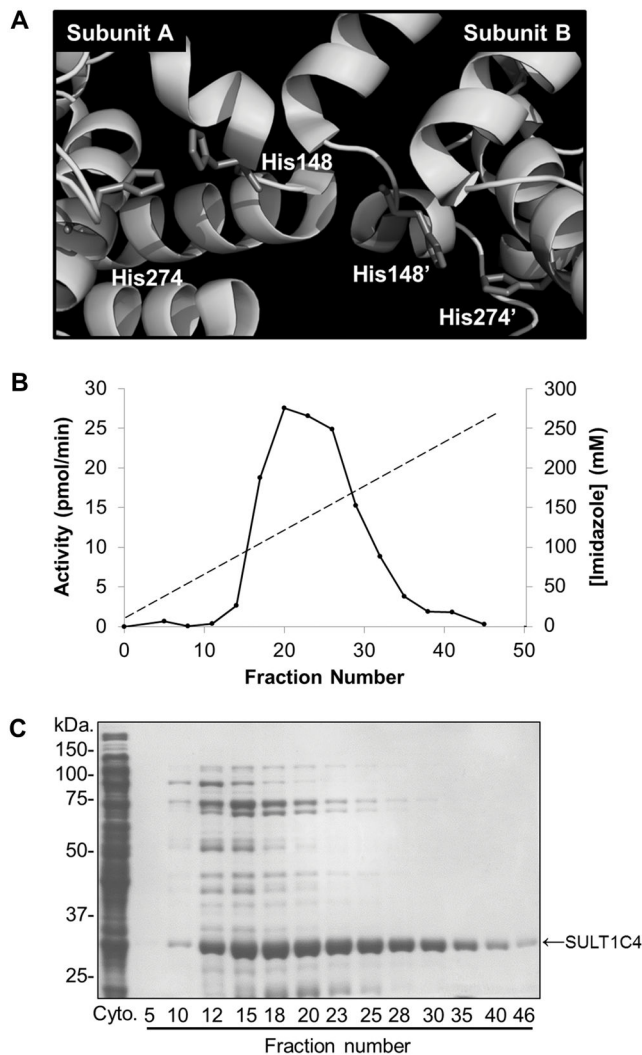 A
Subunit A
Subunit B
His148
His274
His148’
His274’
B
30
25
20
15
10
5
0
Activity (pmol/min)
300
250
200
150
100
50
0
[Imidazole] (mM)
0 10 20 30 40 50
Fraction Number
C
kDa.
150-
100-
75-
50-
37-
25-
←SULT1C4
Cyto. 5 10 12 15 18 20 23 25 28 30 35 40 46
Fraction number